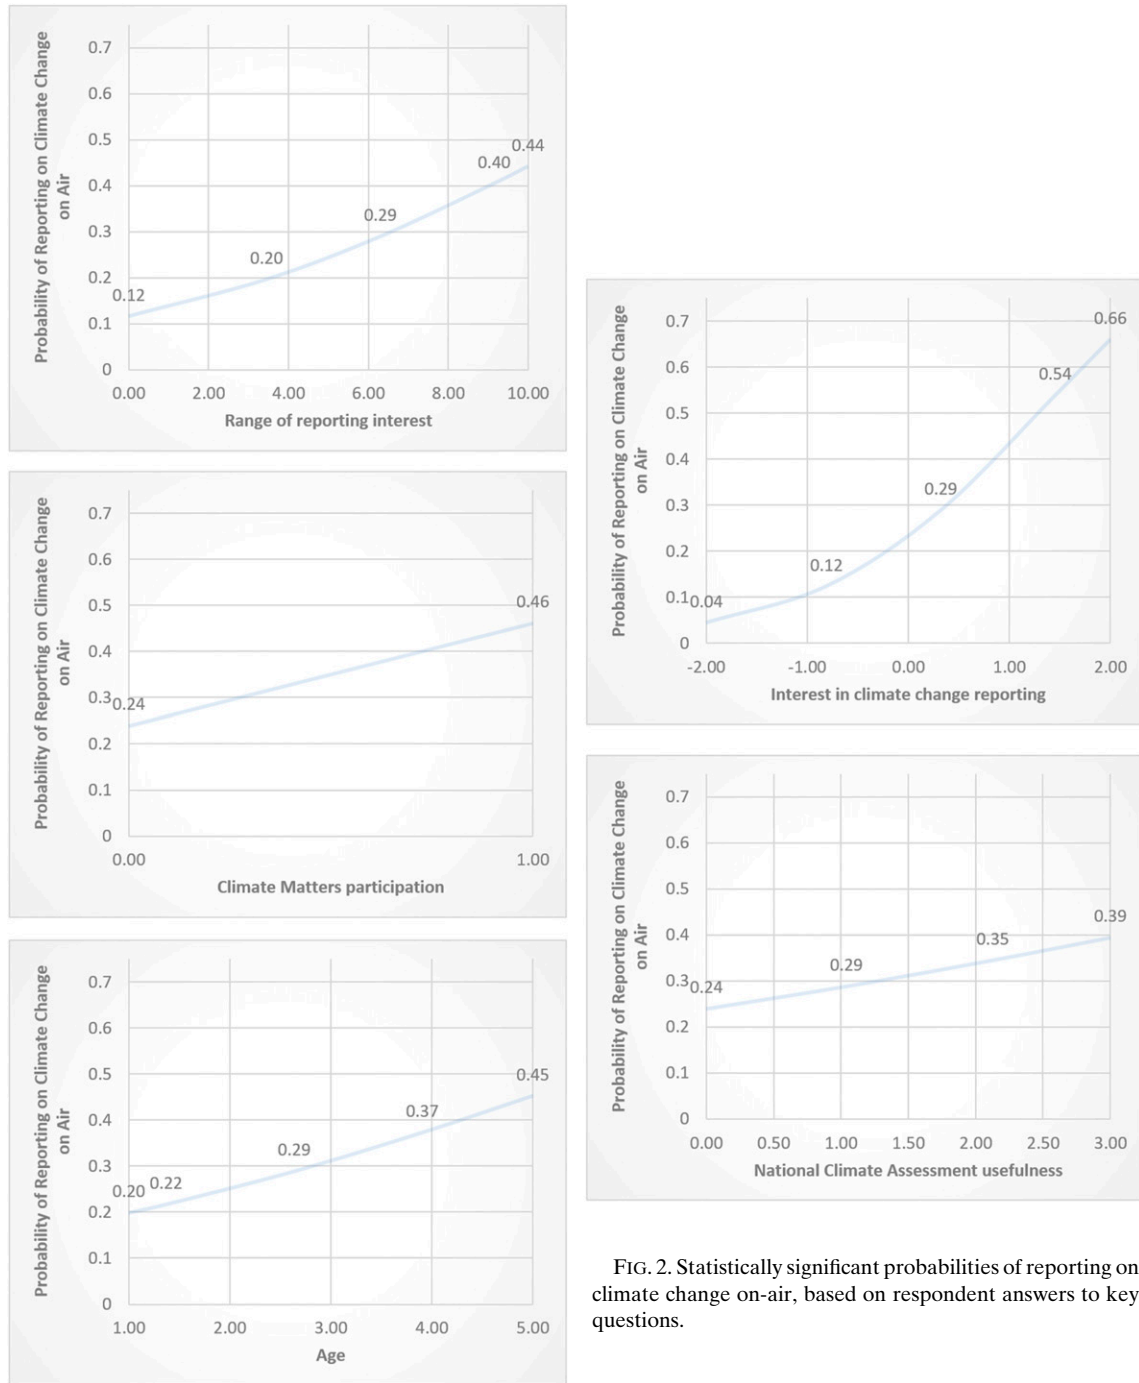 Probability of Reporting on Climate Change
on Air
0.7
0.6
0.5
0.4
0.3
0.2
0.1
0
0.12
0.20
0.29
0.40
0.44
0.00 2.00 4.00 6.00 8.00 10.00
Range of reporting interest
Probability of Reporting on Climate Change
on Air
0.7
0.6
0.5
0.4
0.3
0.2
0.1
0
0.24
0.46
0.00 1.00
Climate Matters participation
Probability of Reporting on Climate Change
on Air
0.7
0.6
0.5
0.4
0.3
0.2
0.1
0
0.20
0.22
0.29
0.37
0.45
1.00 2.00 3.00 4.00 5.00
Age
Probability of Reporting on Climate Change
on Air
0.7
0.6
0.5
0.4
0.3
0.2
0.1
0
0.04
0.12
0.29
0.54
0.66
-2.00 -1.00 0.00 1.00 2.00
Interest in climate change reporting
Probability of Reporting on Climate Change
on Air
0.7
0.6
0.5
0.4
0.3
0.2
0.1
0
0.24
0.29
0.35
0.39
0.00 0.50 1.00 1.50 2.00 2.50 3.00
National Climate Assessment usefulness
FIG. 2. Statistically significant probabilities of reporting on
climate change on-air, based on respondent answers to key
questions.